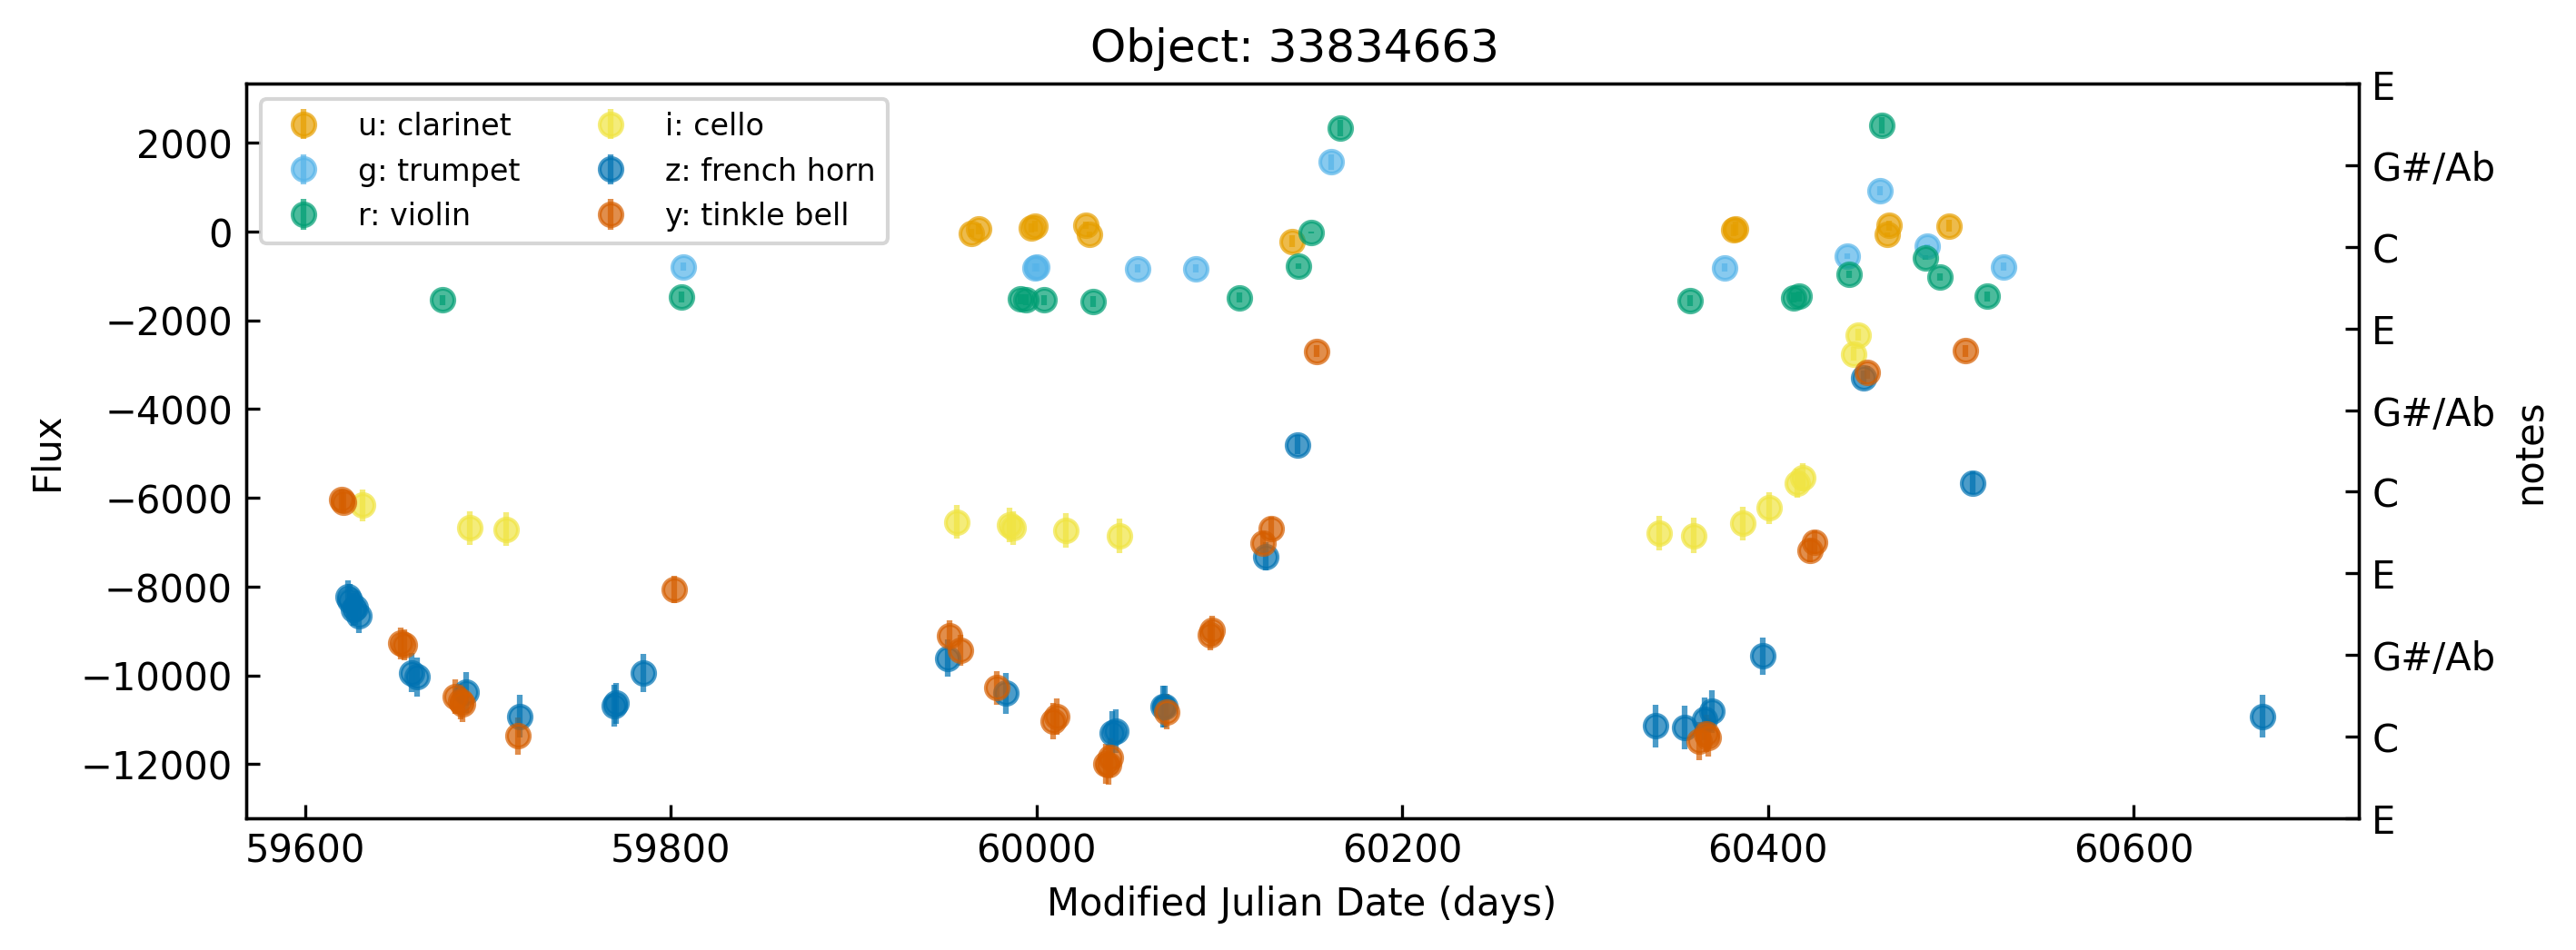 Object: 33834663
u: clarinet
g: trumpet
r: violin
i: cello
z: french horn
y: tinkle bell
Flux
2000
0
−2000
−4000
−6000
−8000
−10000
−12000
E
G#/Ab
C
E
G#/Ab
C
E
G#/Ab
C
E
notes
59600
59800
60000
60200
60400
60600
Modified Julian Date (days)